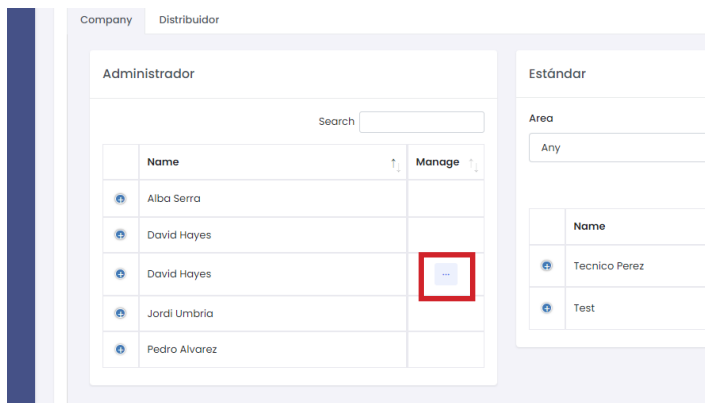 Company Distribuidor
Administrador
Search
Name Manage
Alba Serra
David Hayes
David Hayes
...
Jordi Umbria
Pedro Alvarez
Estándar
Area
Any
Name
Tecnico Perez
Test